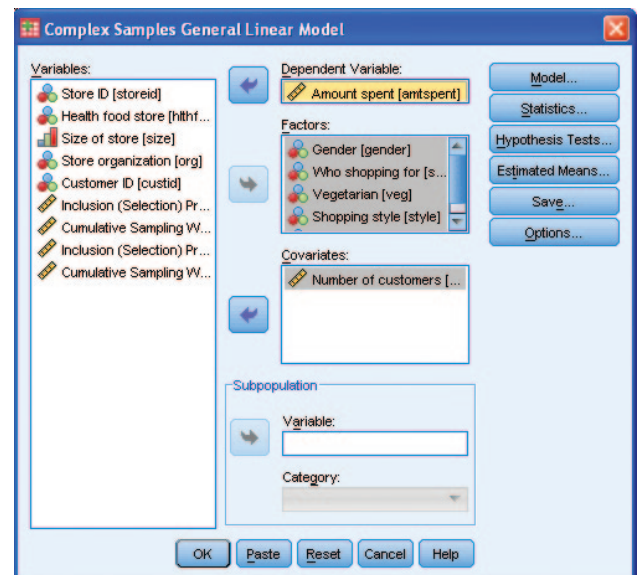 Complex Samples General Linear Model
Variables:
Store ID [storeid]
Health food store [hlthf...
Size of store [size]
Store organization [org]
Customer ID [custid]
Inclusion (Selection) Pr...
Cumulative Sampling W...
Inclusion (Selection) Pr...
Cumulative Sampling W...
Dependent Variable:
Amount spent [amtspent]
Factors:
Gender [gender]
Who shopping for [s...
Vegetarian [veg]
Shopping style [style]
Covariates:
Number of customers [...
Subpopulation
Variable:
Category:
Model...
Statistics...
Hypothesis Tests...
Estimated Means...
Save...
Options...
OK
Paste
Reset
Cancel
Help